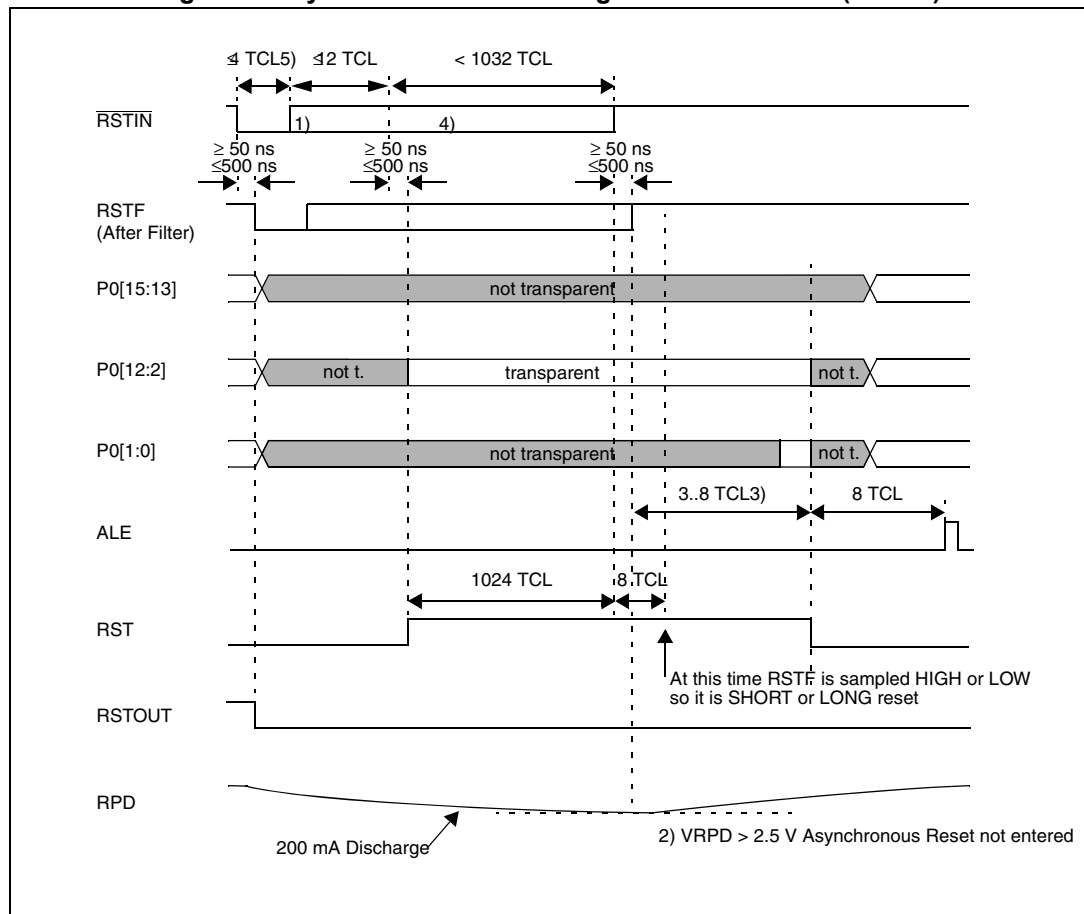 ≤4 TCL5) ≤12 TCL < 1032 TCL
RSTIN
1) 4)
≥ 50 ns ≥ 50 ns ≥ 50 ns
≤500 ns ≤500 ns ≤500 ns
RSTF
(After Filter)
P0[15:13] not transparent
P0[12:2] not t. transparent not t.
P0[1:0] not transparent not t.
3..8 TCL3) 8 TCL
ALE
1024 TCL 8 TCL
RST
At this time RSTF is sampled HIGH or LOW
so it is SHORT or LONG reset
RSTOUT
RPD
200 mA Discharge
2) VRPD > 2.5 V Asynchronous Reset not entered